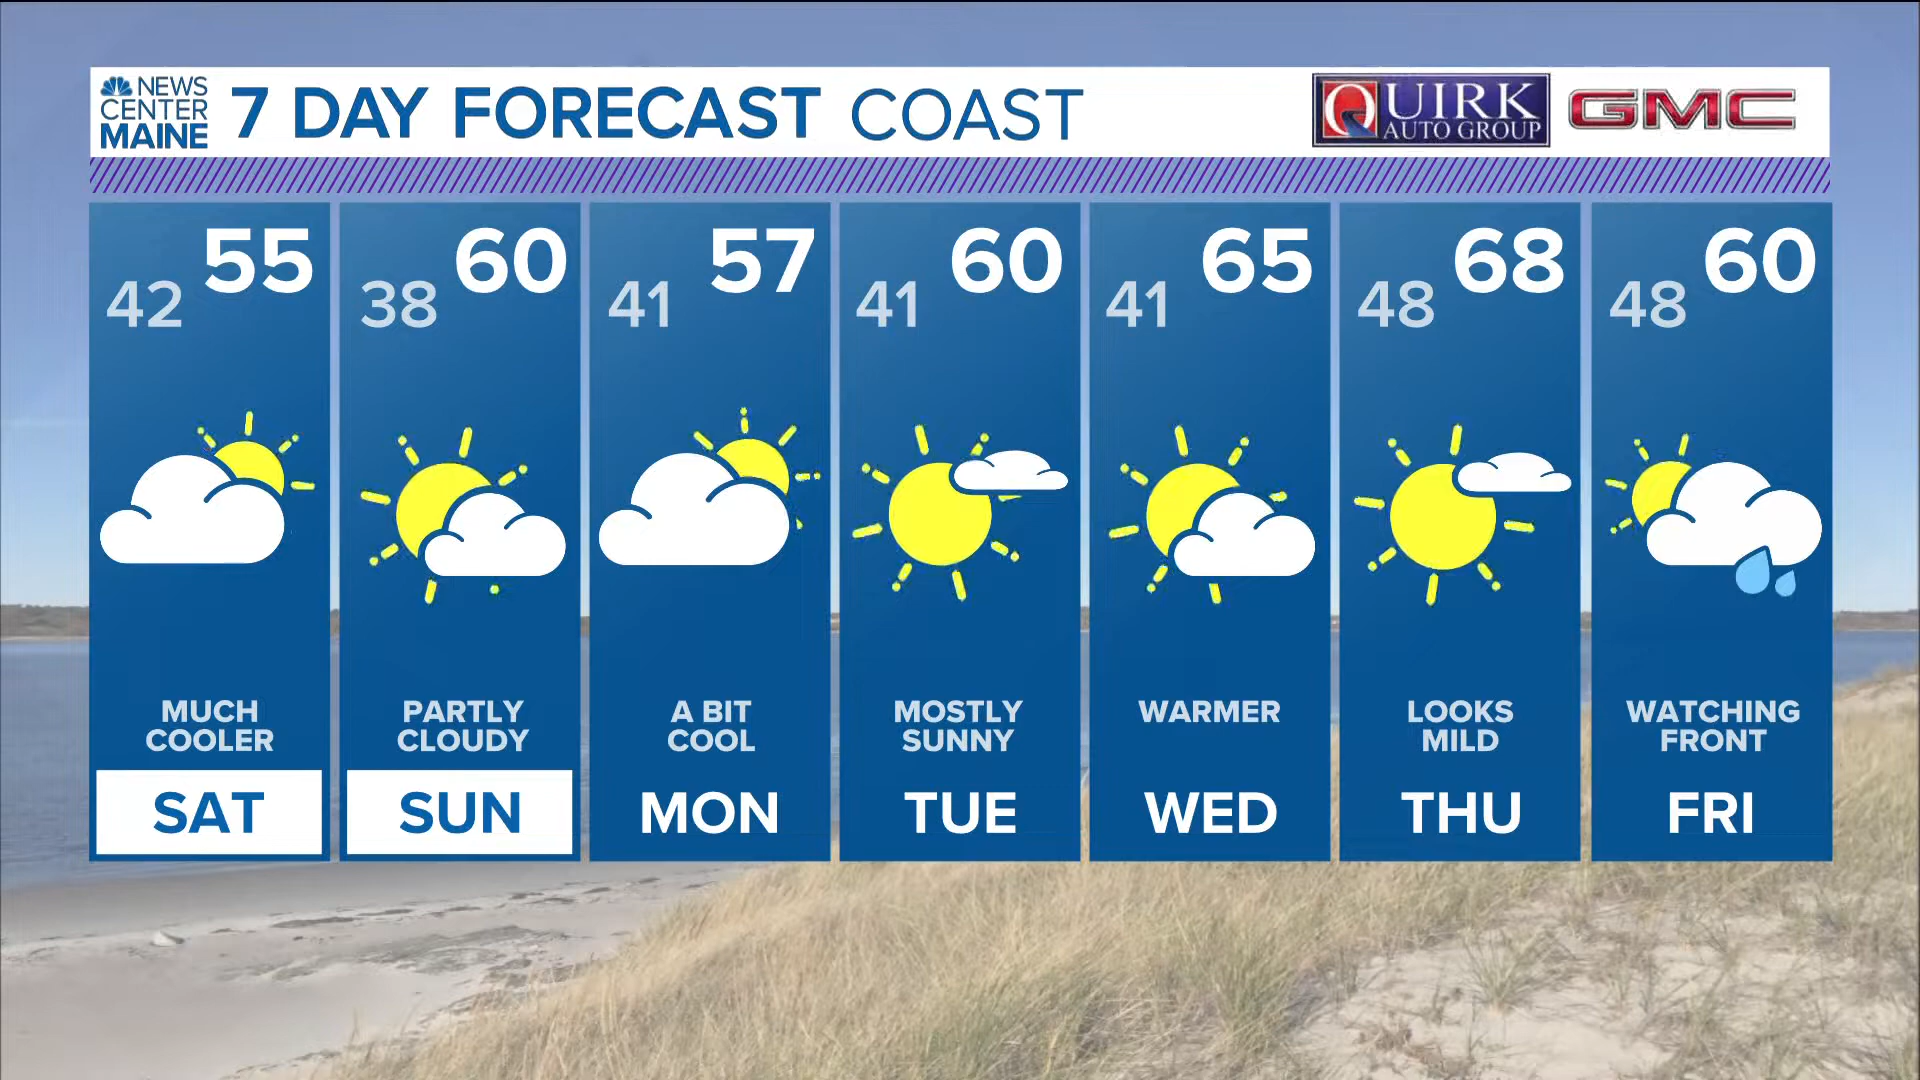 NEWS
CENTER
MAINE
7 DAY FORECAST COAST
QUIRK
AUTO GROUP
GMC
42 55
38 60
41 57
41 60
41 65
48 68
48 60
MUCH
COOLER
PARTLY
CLOUDY
A BIT
COOL
MOSTLY
SUNNY
WARMER
LOOKS
MILD
WATCHING
FRONT
SAT
SUN
MON
TUE
WED
THU
FRI